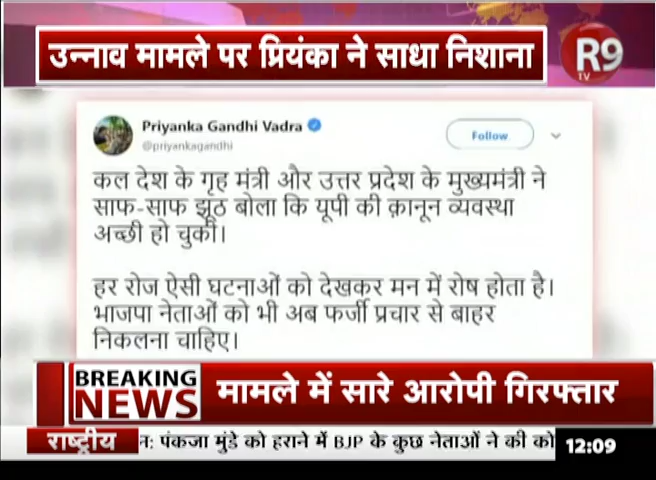 उन्नाव मामले पर प्रियंका ने साधा निशाना
R9
TV
Priyanka Gandhi Vadra
Follow
@priyankagandhi
कल देश के गृह मंत्री और उत्तर प्रदेश के मुख्यमंत्री ने
साफ-साफ झूठ बोला कि यूपी की क़ानून व्यवस्था
अच्छी हो चुकी।
हर रोज ऐसी घटनाओं को देखकर मन में रोष होता है।
भाजपा नेताओं को भी अब फर्जी प्रचार से बाहर
निकलना चाहिए।
BREAKING
NEWS
मामले में सारे आरोपी गिरफ्तार
राष्ट्रीय
न: पंकजा मुंडे को हराने में BJP के कुछ नेताओं ने की को
12:09